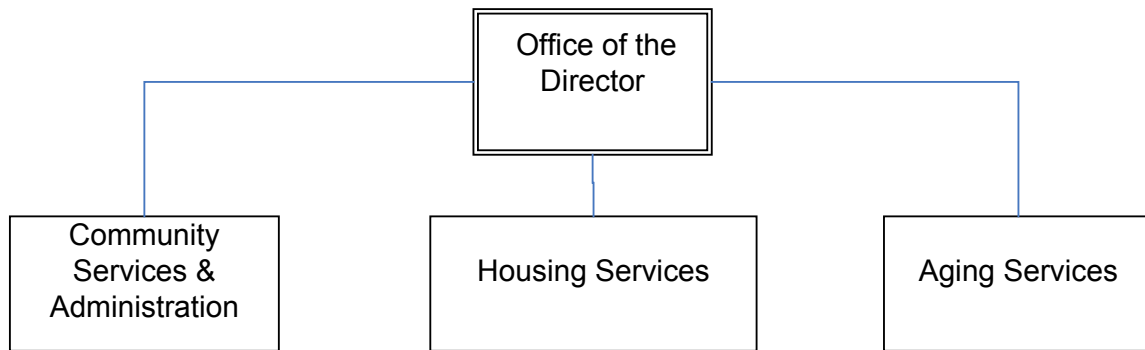 Office of the
Director
Community
Services &
Administration
Housing Services
Aging Services